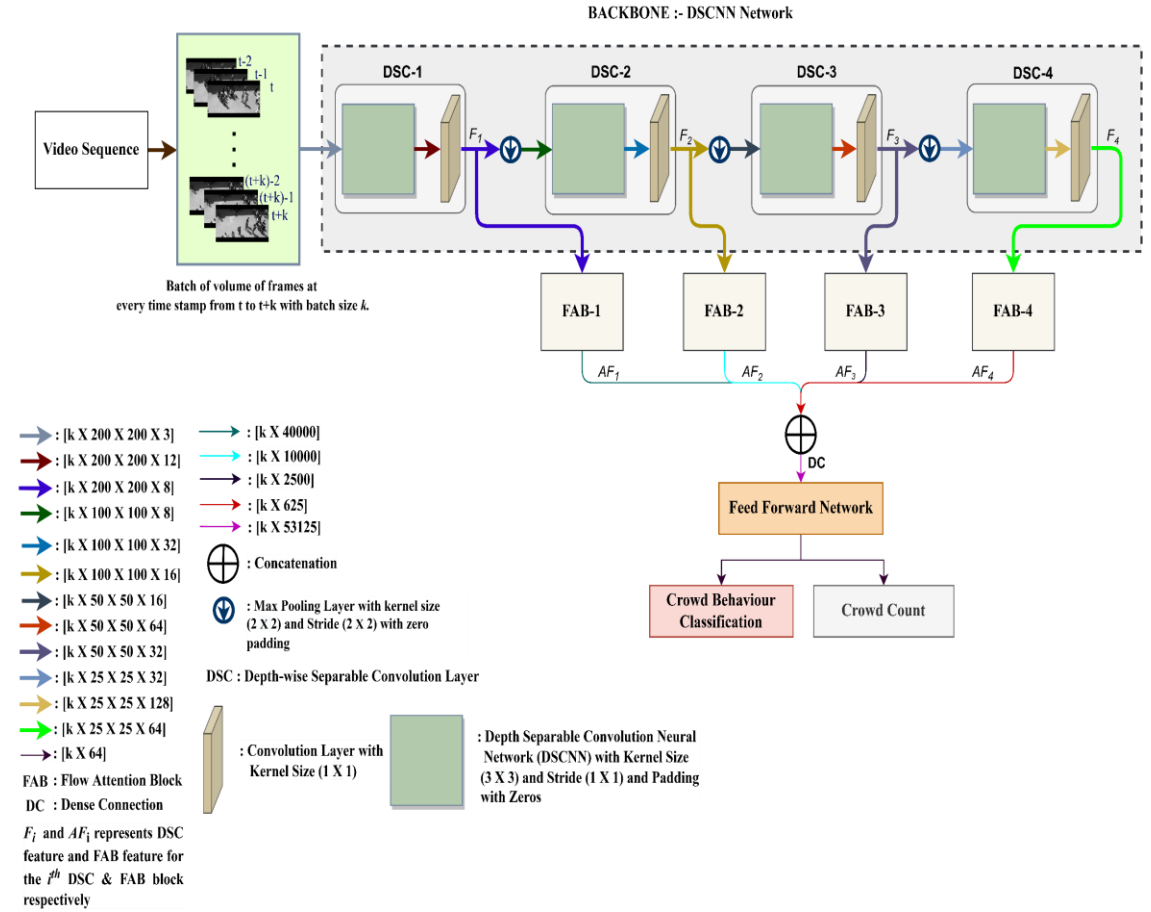 BACKBONE :- DSCNN Network
DSC-1
DSC-2
DSC-3
DSC-4
t-2
t-1
t
Video Sequence
F1
F2
F3
F4
(t+k)-2
(t+k)-1
t+k
Batch of volume of frames at
every time stamp from t to t+k with batch size k.
FAB-1
FAB-2
FAB-3
FAB-4
AF1
AF2
AF3
AF4
DC
Feed Forward Network
Crowd Behaviour
Classification
Crowd Count
: [k X 200 X 200 X 3]
: [k X 200 X 200 X 12]
: [k X 200 X 200 X 8]
: [k X 100 X 100 X 8]
: [k X 100 X 100 X 32]
: [k X 100 X 100 X 16]
: [k X 50 X 50 X 16]
: [k X 50 X 50 X 64]
: [k X 50 X 50 X 32]
: [k X 25 X 25 X 32]
: [k X 25 X 25 X 128]
: [k X 25 X 25 X 64]
: [k X 64]
FAB : Flow Attention Block
DC : Dense Connection
Fi and AFi represents DSC
feature and FAB feature for
the ith DSC & FAB block
respectively
: [k X 40000]
: [k X 10000]
: [k X 2500]
: [k X 625]
: [k X 53125]
: Concatenation
: Max Pooling Layer with kernel size
(2 X 2) and Stride (2 X 2) with zero
padding
DSC : Depth-wise Separable Convolution Layer
: Convolution Layer with
Kernel Size (1 X 1)
: Depth Separable Convolution Neural
Network (DSCNN) with Kernel Size
(3 X 3) and Stride (1 X 1) and Padding
with Zeros